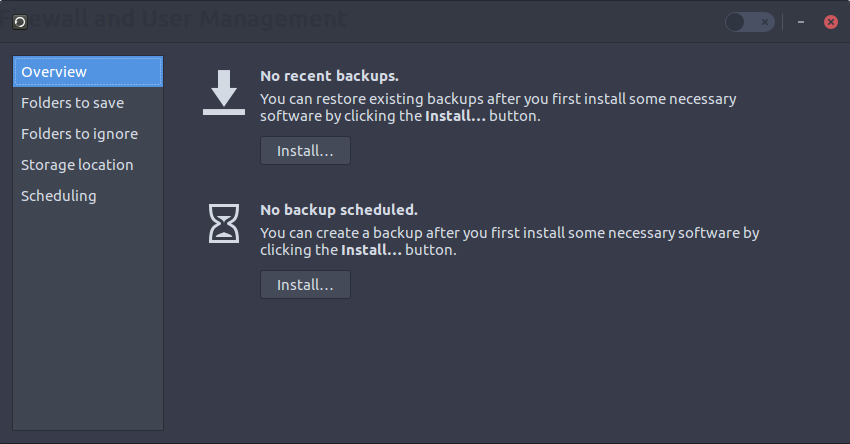 Firewall and User Management
Overview
Folders to save
Folders to ignore
Storage location
Scheduling
No recent backups.
You can restore existing backups after you first install some necessary
software by clicking the Install... button.
Install...
No backup scheduled.
You can create a backup after you first install some necessary software by
clicking the Install... button.
Install...